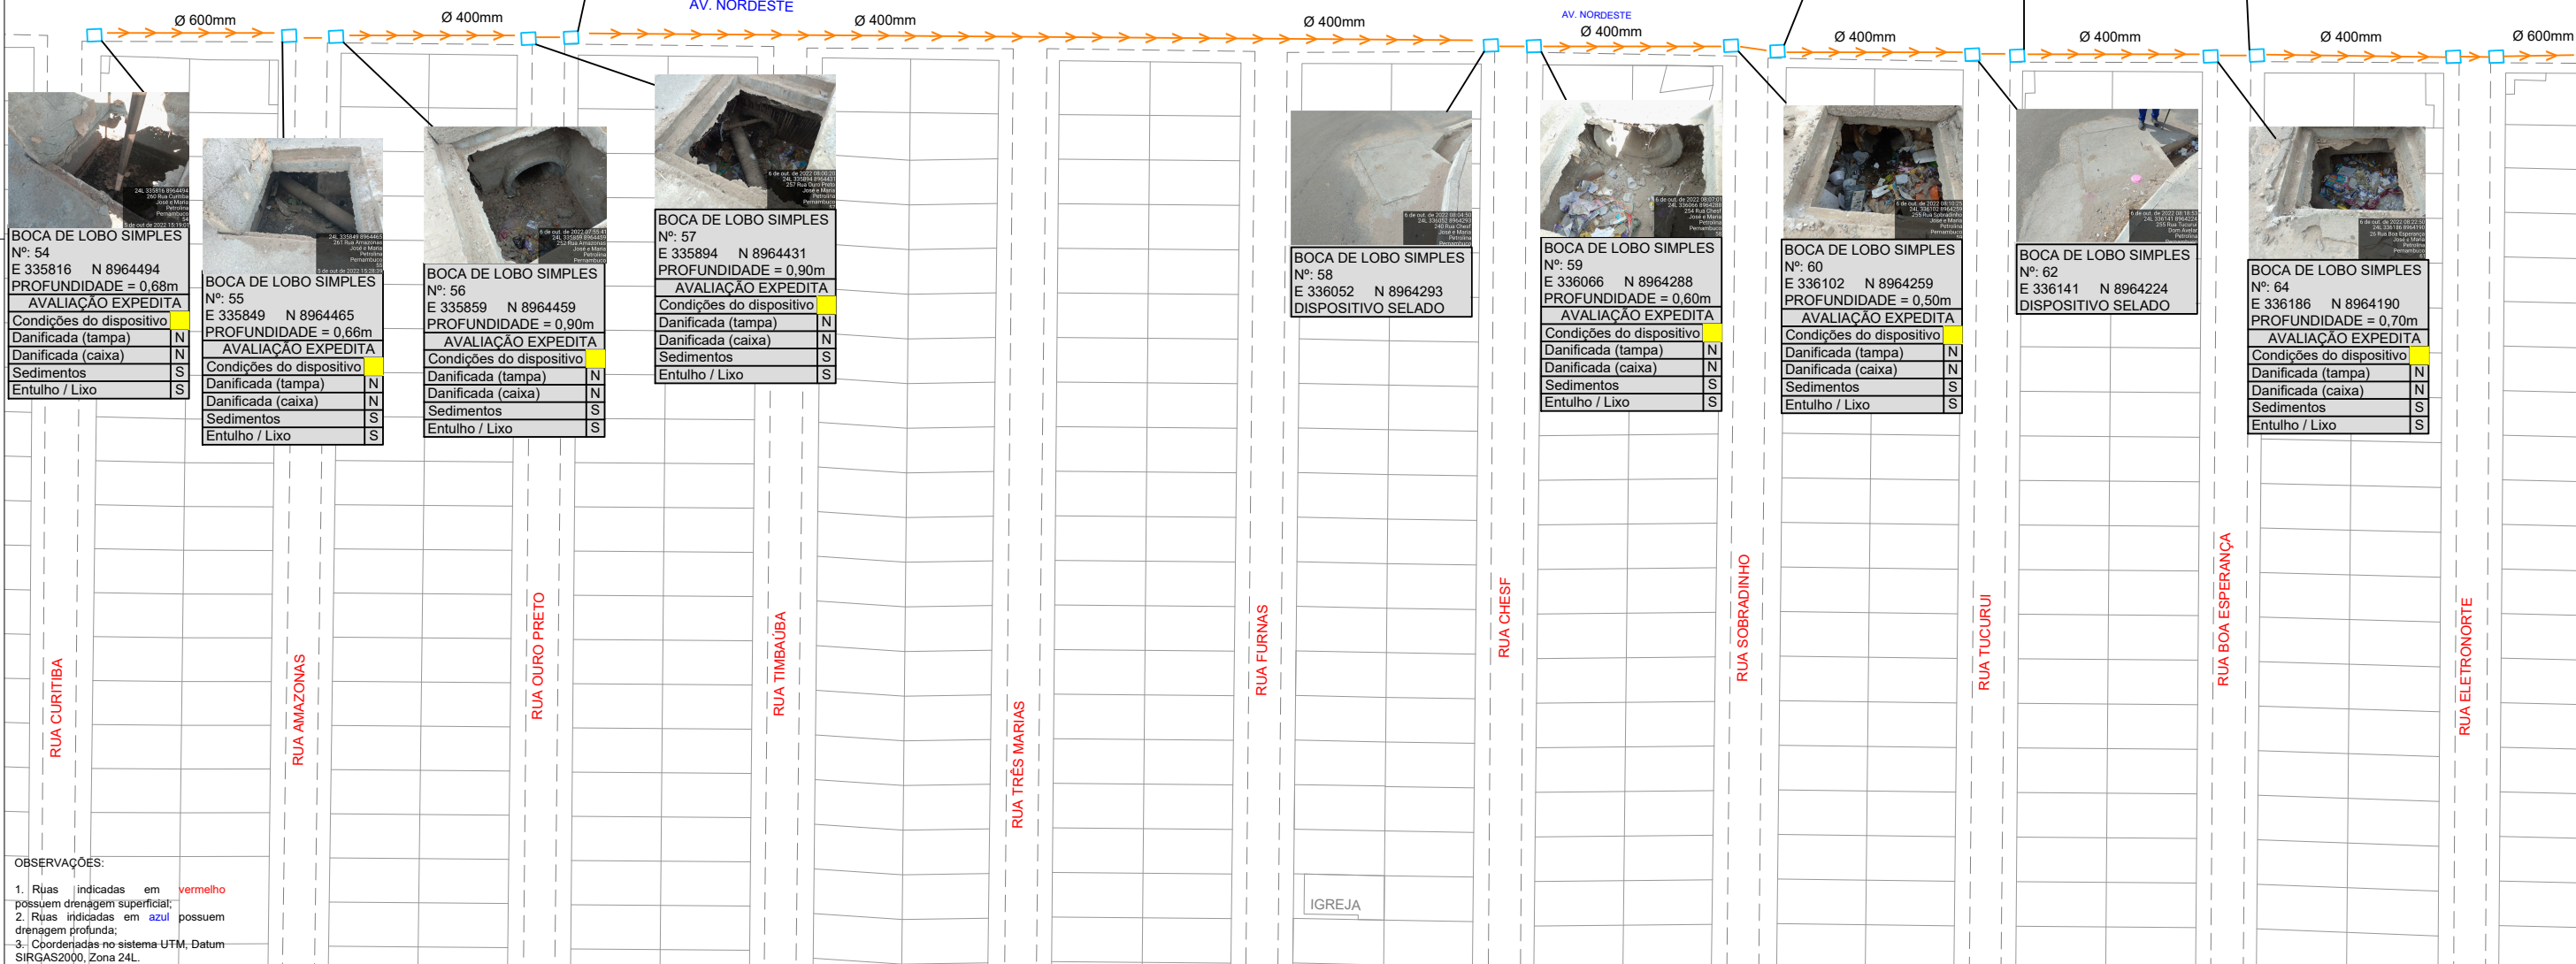 AV. NORDESTE
Ø 600mm
Ø 400mm
Ø 400mm
Ø 400mm
AV. NORDESTE
Ø 400mm
Ø 400mm
Ø 400mm
Ø 400mm
Ø 600mm
BOCA DE LOBO SIMPLES
Nº: 54
E 335816 N 8964494
PROFUNDIDADE = 0,68m
AVALIAÇÃO EXPEDITA
Condições do dispositivo
Danificada (tampa) N
Danificada (caixa) N
Sedimentos S
Entulho / Lixo S
BOCA DE LOBO SIMPLES
Nº: 55
E 335849 N 8964465
PROFUNDIDADE = 0,66m
AVALIAÇÃO EXPEDITA
Condições do dispositivo
Danificada (tampa) N
Danificada (caixa) N
Sedimentos S
Entulho / Lixo S
BOCA DE LOBO SIMPLES
Nº: 56
E 335859 N 8964459
PROFUNDIDADE = 0,90m
AVALIAÇÃO EXPEDITA
Condições do dispositivo
Danificada (tampa) N
Danificada (caixa) N
Sedimentos S
Entulho / Lixo S
BOCA DE LOBO SIMPLES
Nº: 57
E 335894 N 8964431
PROFUNDIDADE = 0,90m
AVALIAÇÃO EXPEDITA
Condições do dispositivo
Danificada (tampa) N
Danificada (caixa) N
Sedimentos S
Entulho / Lixo S
BOCA DE LOBO SIMPLES
Nº: 58
E 336052 N 8964293
DISPOSITIVO SELADO
BOCA DE LOBO SIMPLES
Nº: 59
E 336066 N 8964288
PROFUNDIDADE = 0,60m
AVALIAÇÃO EXPEDITA
Condições do dispositivo
Danificada (tampa) N
Danificada (caixa) N
Sedimentos S
Entulho / Lixo S
BOCA DE LOBO SIMPLES
Nº: 60
E 336102 N 8964259
PROFUNDIDADE = 0,50m
AVALIAÇÃO EXPEDITA
Condições do dispositivo
Danificada (tampa) N
Danificada (caixa) N
Sedimentos S
Entulho / Lixo S
BOCA DE LOBO SIMPLES
Nº: 62
E 336141 N 8964224
DISPOSITIVO SELADO
BOCA DE LOBO SIMPLES
Nº: 64
E 336186 N 8964190
PROFUNDIDADE = 0,70m
AVALIAÇÃO EXPEDITA
Condições do dispositivo
Danificada (tampa) N
Danificada (caixa) N
Sedimentos S
Entulho / Lixo S
RUA CURITIBA
RUA AMAZONAS
RUA OURO PRETO
RUA TIMBAÚBA
RUA TRÊS MARIAS
RUA FURNAS
RUA CHESF
RUA SOBRADINHO
RUA TUCURUI
RUA BOA ESPERANÇA
RUA ELETRONORTE
IGREJA
OBSERVAÇÕES:
1. Ruas indicadas em vermelho
possuem drenagem superficial;
2. Ruas indicadas em azul possuem
drenagem profunda;
3. Coordenadas no sistema UTM, Datum
SIRGAS2000, Zona 24L.